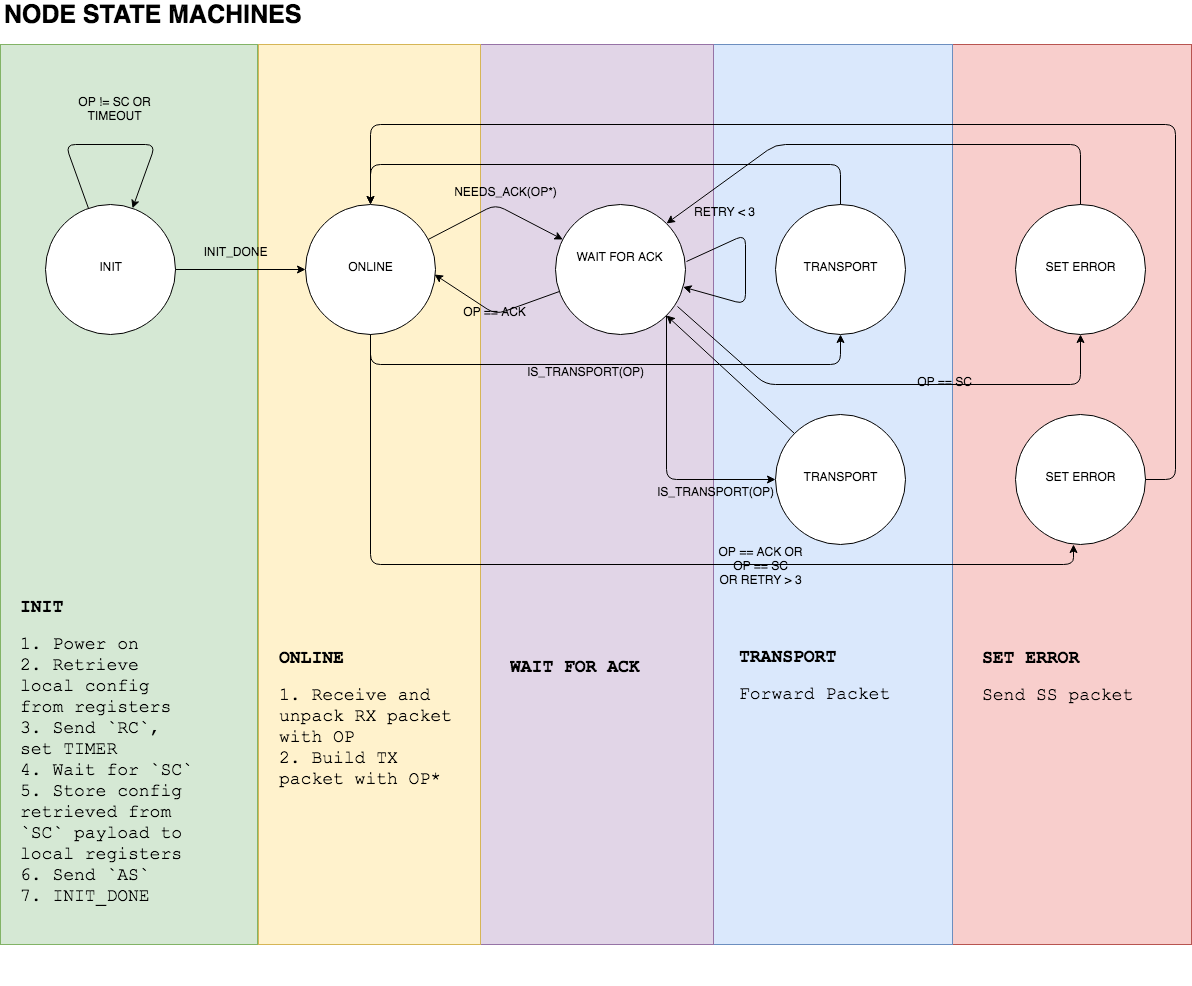 NODE STATE MACHINES
OP != SC OR
TIMEOUT
INIT
INIT_DONE
ONLINE
NEEDS_ACK(OP*)
OP == ACK
WAIT FOR ACK
RETRY < 3
TRANSPORT
SET ERROR
IS_TRANSPORT(OP)
OP == SC
TRANSPORT
SET ERROR
IS_TRANSPORT(OP)
OP == ACK OR
OP == SC
OR RETRY > 3
INIT
1. Power on
2. Retrieve
local config
from registers
3. Send `RC`,
set TIMER
4. Wait for `SC`
5. Store config
retrieved from
`SC` payload to
local registers
6. Send `AS`
7. INIT_DONE
ONLINE
1. Receive and
unpack RX packet
with OP
2. Build TX
packet with OP*
WAIT FOR ACK
TRANSPORT
Forward Packet
SET ERROR
Send SS packet